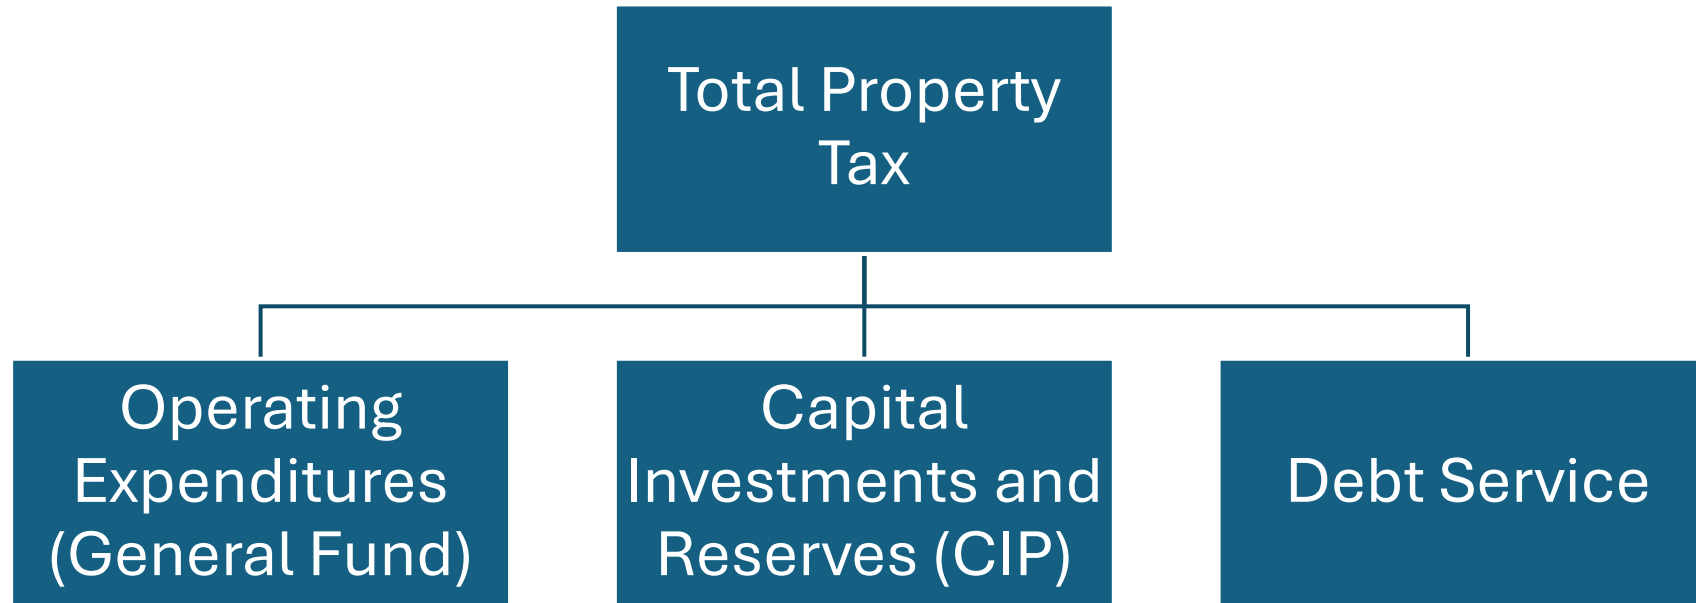 Total Property
Tax
Operating
Expenditures
(General Fund)
Capital
Investments and
Reserves (CIP)
Debt Service